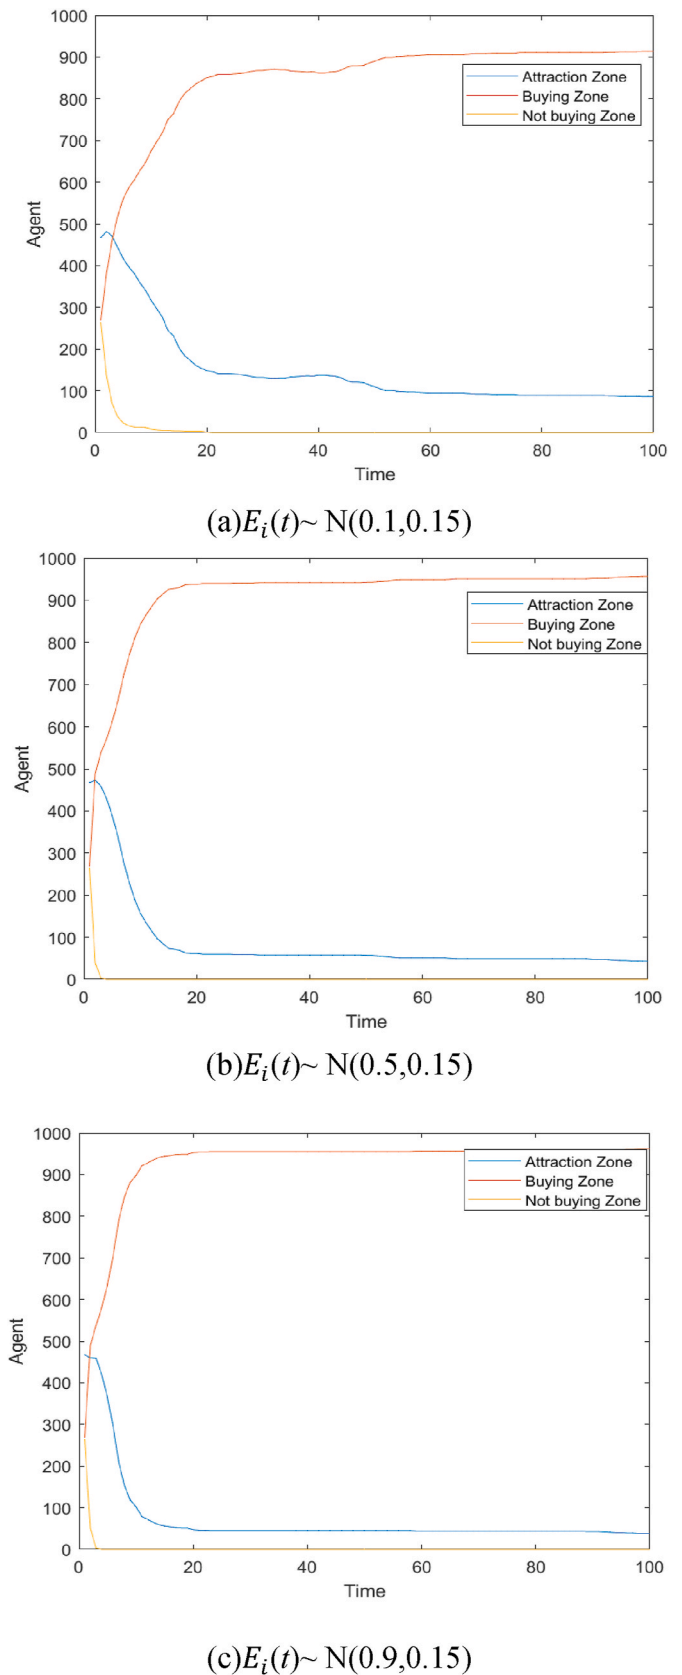 1000
900
800
700
600
500
400
300
200
100
0
Agent
Attraction Zone
Buying Zone
Not buying Zone
0 20 40 60 80 100
Time
(a)E_i(t)~ N(0.1,0.15)
1000
900
800
700
600
500
400
300
200
100
0
Agent
Attraction Zone
Buying Zone
Not buying Zone
0 20 40 60 80 100
Time
(b)E_i(t)~ N(0.5,0.15)
1000
900
800
700
600
500
400
300
200
100
0
Agent
Attraction Zone
Buying Zone
Not buying Zone
0 20 40 60 80 100
Time
(c)E_i(t)~ N(0.9,0.15)